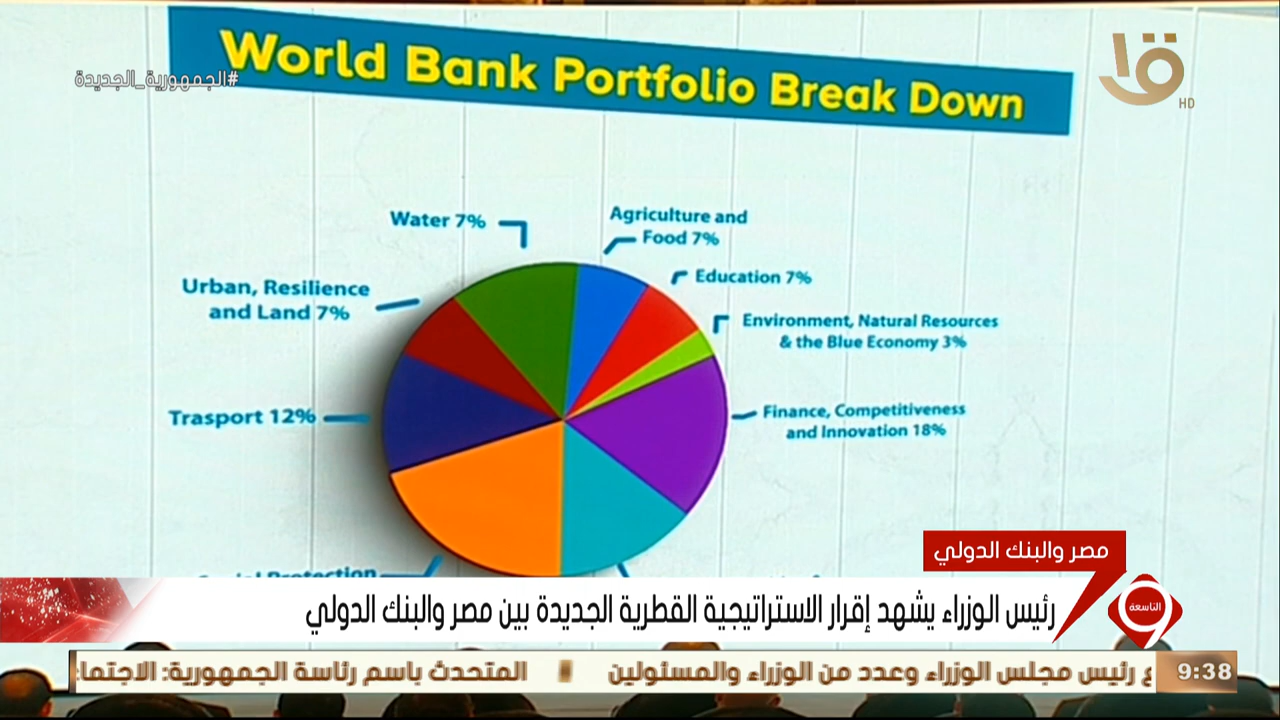 World Bank Portfolio Break Down
#الجمهورية_الجديدة
HD
Water 7%
Agriculture and
Food 7%
Education 7%
Urban, Resilience
and Land 7%
Environment, Natural Resources
& the Blue Economy 3%
Trasport 12%
Finance, Competitiveness
and Innovation 18%
Social Protection
مصر والبنك الدولي
التاسعة
رئيس الوزراء يشهد إقرار الاستراتيجية القطرية الجديدة بين مصر والبنك الدولي
رئيس مجلس الوزراء وعدد من الوزراء والمسئولين
المتحدث باسم رئاسة الجمهورية:
9:38